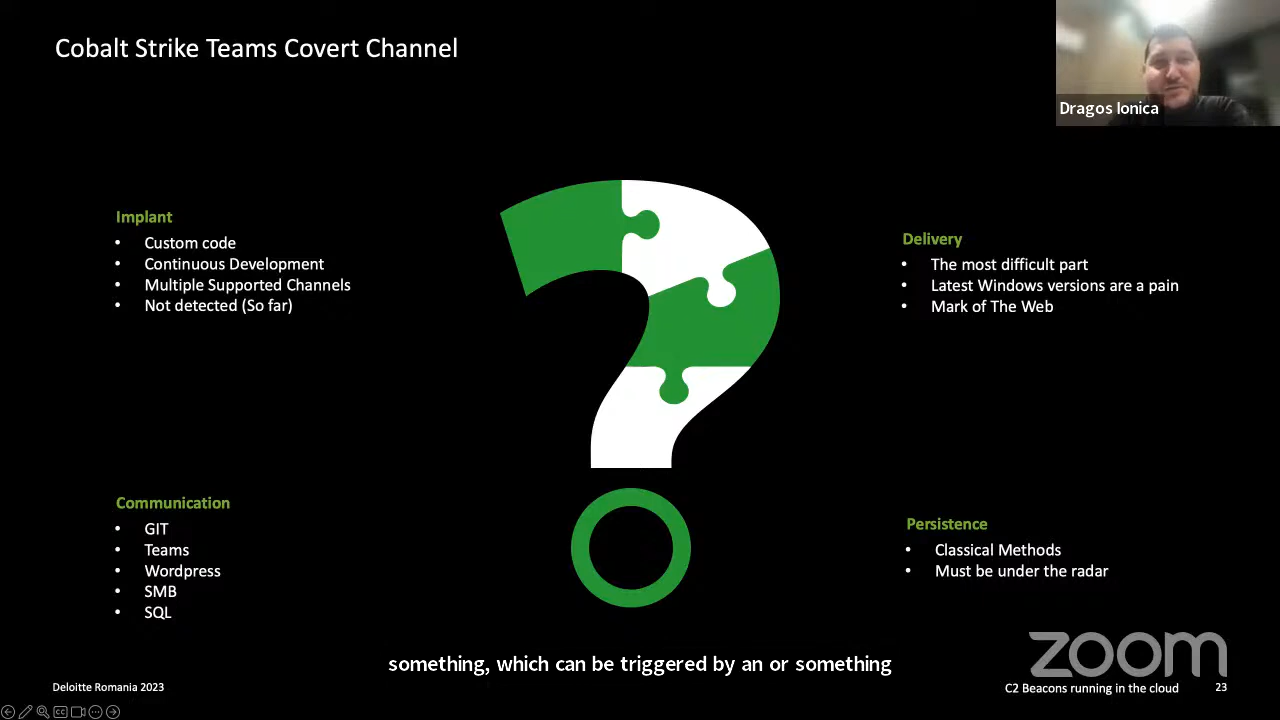 Cobalt Strike Teams Covert Channel
Dragos Ionica
Implant
• Custom code
• Continuous Development
• Multiple Supported Channels
• Not detected (So far)
Delivery
• The most difficult part
• Latest Windows versions are a pain
• Mark of The Web
Communication
• GIT
• Teams
• Wordpress
• SMB
• SQL
Persistence
• Classical Methods
• Must be under the radar
something, which can be triggered by an or something
zoom
Deloitte Romania 2023
C2 Beacons running in the cloud
23
CC